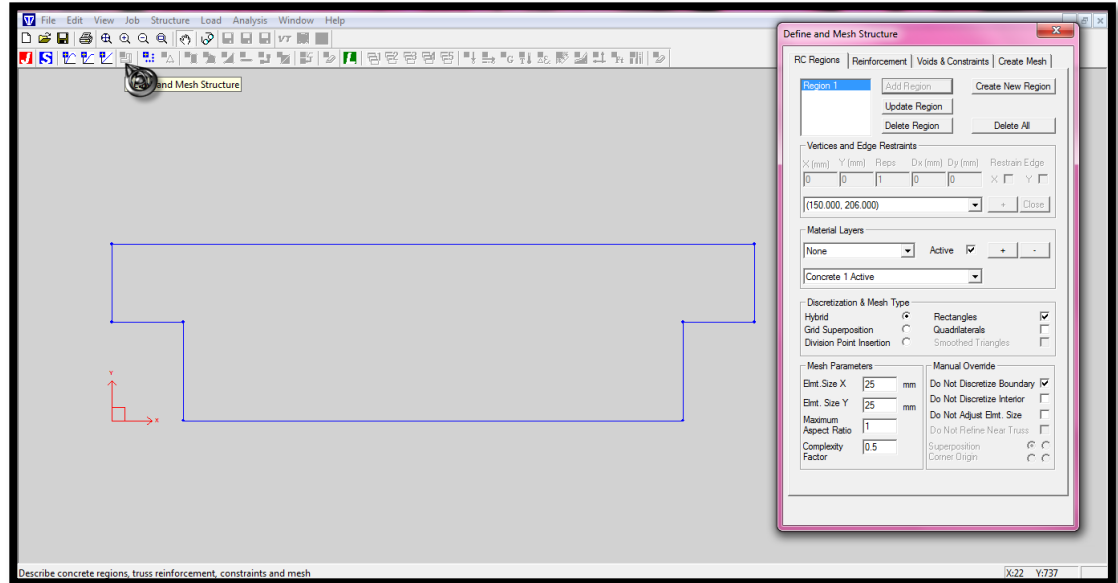 File Edit View Job Structure Load Analysis Window Help
VT
J S
and Mesh Structure
Y
X
Define and Mesh Structure
RC Regions Reinforcement Voids & Constraints Create Mesh
Region 1 Add Region Create New Region
Update Region
Delete Region Delete All
Vertices and Edge Restraints
X (mm) Y (mm) Reps Dx (mm) Dy (mm) Restrain Edge
0 0 1 0 0 X Y
(150.000, 206.000) + Close
Material Layers
None Active + -
Concrete 1 Active
Discretization & Mesh Type
Hybrid Rectangles
Grid Superposition Quadrilaterals
Division Point Insertion Smoothed Triangles
Mesh Parameters Manual Override
Elmt.Size X 25 mm Do Not Discretize Boundary
Elmt. Size Y 25 mm Do Not Discretize Interior
Maximum Aspect Ratio 1 Do Not Adjust Elmt. Size
Do Not Refine Near Truss
Complexity Factor 0.5 Superposition
Corner Origin
Describe concrete regions, truss reinforcement, constraints and mesh X:22 Y:737